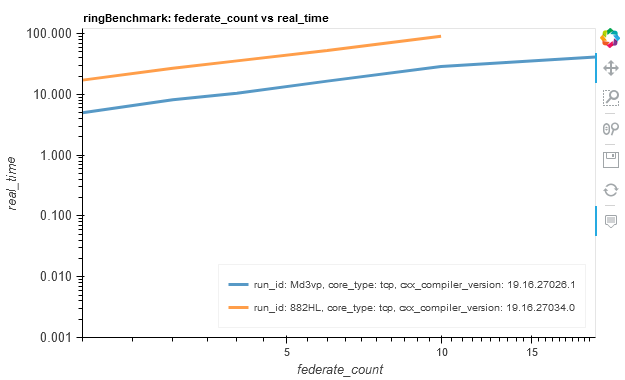 ringBenchmark: federate_count vs real_time
100.000
10.000
1.000
0.100
0.010
0.001
real_time
run_id: Md3vp, core_type: tcp, cxx_compiler_version: 19.16.27026.1
run_id: 882HL, core_type: tcp, cxx_compiler_version: 19.16.27034.0
5 10 15
federate_count